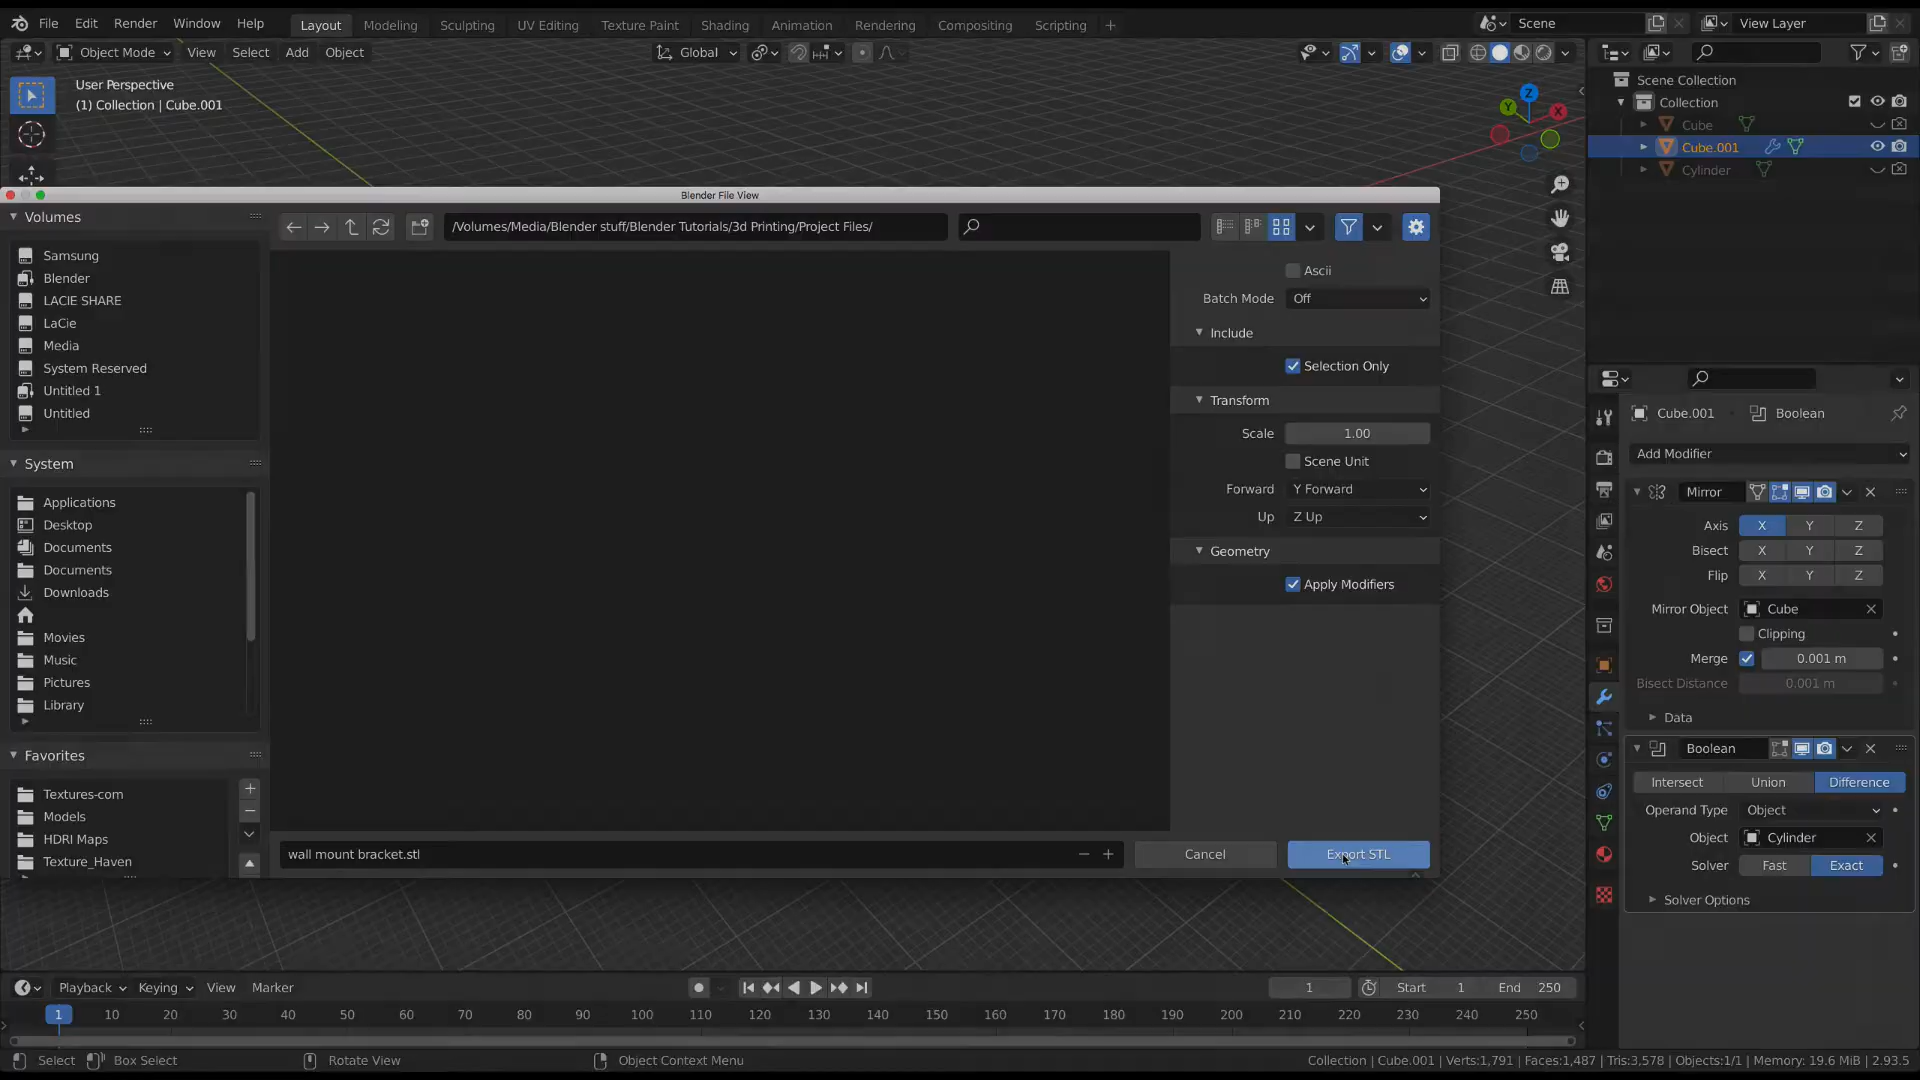 File Edit Render Window Help Layout Modeling Sculpting UV Editing Texture Paint Shading Animation Rendering Compositing Scripting + Scene View Layer
Object Mode View Select Add Object Global
User Perspective
(1) Collection | Cube.001
Z
Y
X
Scene Collection
Collection
Cube
Cube.001
Cylinder
Blender File View
Volumes
/Volumes/Media/Blender stuff/Blender Tutorials/3d Printing/Project Files/
Samsung
Blender
LACIE SHARE
LaCie
Media
System Reserved
Untitled 1
Untitled
System
Applications
Desktop
Documents
Documents
Downloads
Movies
Music
Pictures
Library
Favorites
Textures-com
Models
HDRI Maps
Texture_Haven
Ascii
Batch Mode Off
Include
Selection Only
Transform
Scale 1.00
Scene Unit
Forward Y Forward
Up Z Up
Geometry
Apply Modifiers
wall mount bracket.stl
Cancel
Export STL
Cube.001 Boolean
Add Modifier
Mirror
Axis X Y Z
Bisect X Y Z
Flip X Y Z
Mirror Object Cube
Clipping
Merge 0.001 m
Bisect Distance 0.001 m
Data
Boolean
Intersect Union Difference
Operand Type Object
Object Cylinder
Solver Fast Exact
Solver Options
Playback Keying View Marker 1 Start 1 End 250
1 10 20 30 40 50 60 70 80 90 100 110 120 130 140 150 160 170 180 190 200 210 220 230 240 250
Select Box Select Rotate View Object Context Menu Collection | Cube.001 | Verts:1,791 | Faces:1,487 | Tris:3,578 | Objects:1/1 | Memory: 19.6 MiB | 2.93.5